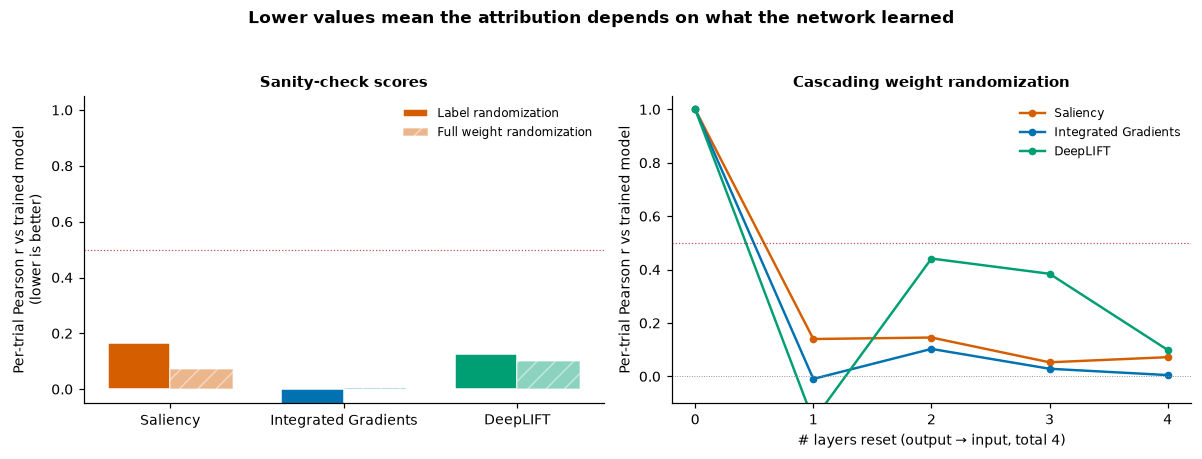 Lower values mean the attribution depends on what the network learned
Sanity-check scores
Per-trial Pearson r vs trained model
(lower is better)
1.0
0.8
0.6
0.4
0.2
0.0
Label randomization
Full weight randomization
Saliency
Integrated Gradients
DeepLIFT
Cascading weight randomization
Per-trial Pearson r vs trained model
1.0
0.8
0.6
0.4
0.2
0.0
Saliency
Integrated Gradients
DeepLIFT
0 1 2 3 4
# layers reset (output → input, total 4)